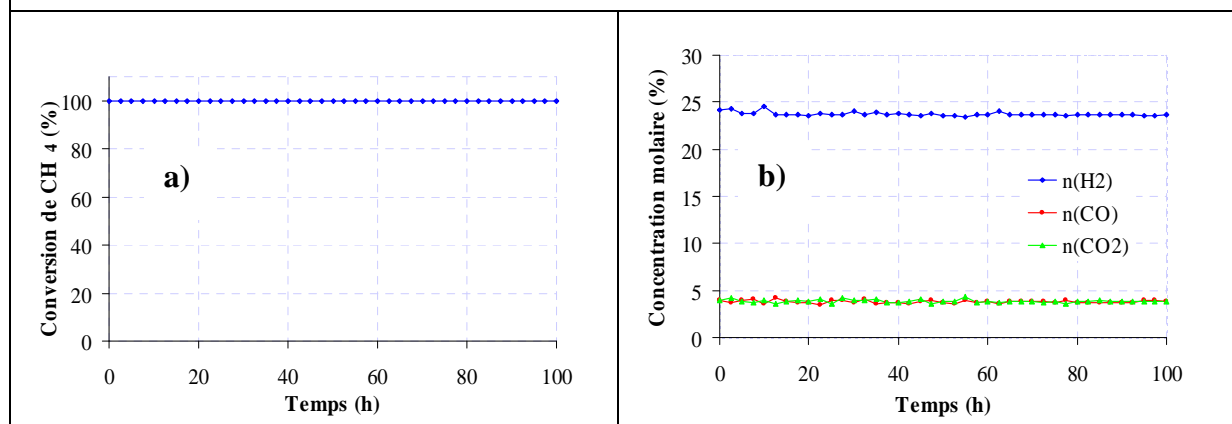 Conversion de CH 4 (%)
100
80
60
40
20
0
a)
0 20 40 60 80 100
Temps (h)
Concentration molaire (%)
30
25
20
15
10
5
0
b)
n(H2)
n(CO)
n(CO2)
0 20 40 60 80 100
Temps (h)